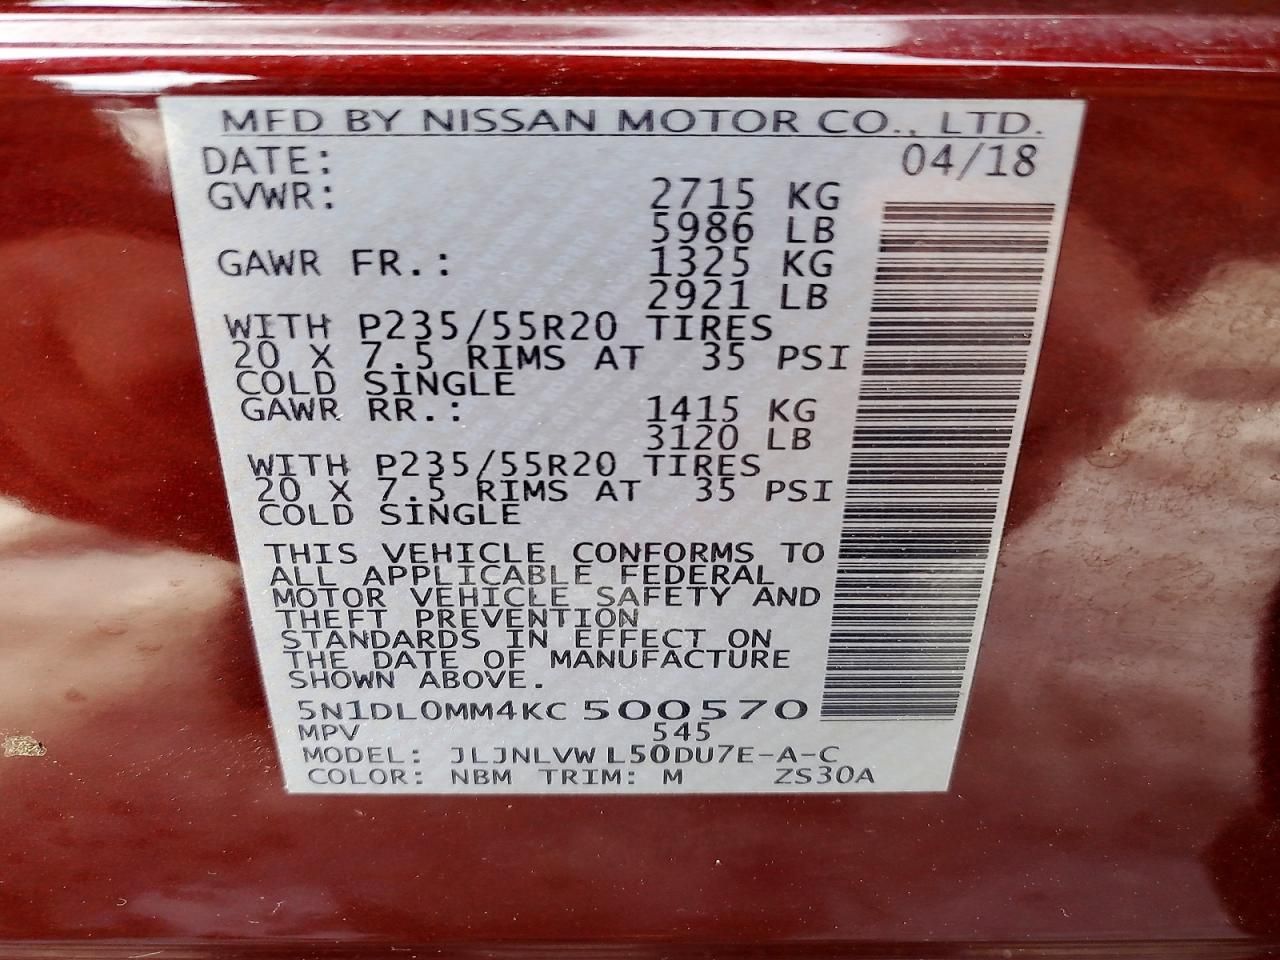 MFD BY NISSAN MOTOR CO., LTD.
DATE: 04/18
GVWR: 2715 KG
5986 LB
GAWR FR.: 1325 KG
2921 LB
WITH P235/55R20 TIRES
20 X 7.5 RIMS AT 35 PSI
COLD SINGLE
GAWR RR.: 1415 KG
3120 LB
WITH P235/55R20 TIRES
20 X 7.5 RIMS AT 35 PSI
COLD SINGLE
THIS VEHICLE CONFORMS TO
ALL APPLICABLE FEDERAL
MOTOR VEHICLE SAFETY AND
THEFT PREVENTION
STANDARDS IN EFFECT ON
THE DATE OF MANUFACTURE
SHOWN ABOVE.
5N1DL0MM4KC 500570
MPV 545
MODEL: JLJNLVW L50DU7E-A-C
COLOR: NBM TRIM: M ZS30A